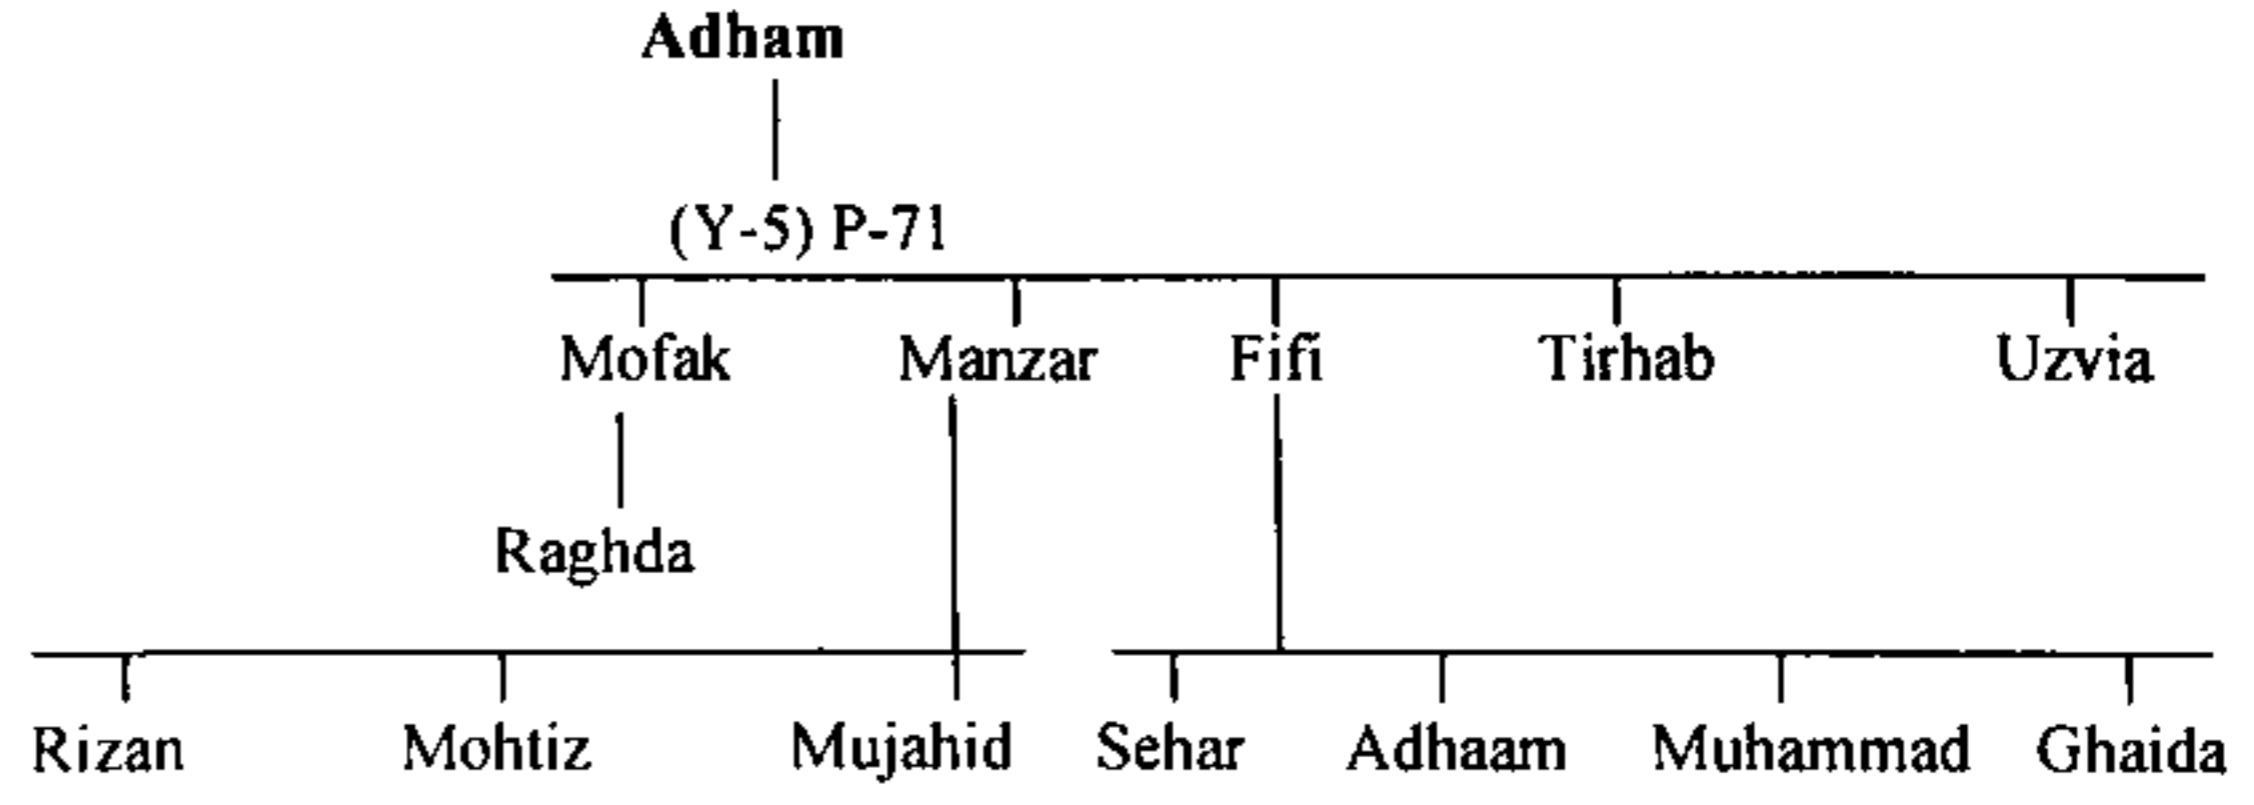 Adham
(Y-5) P-71
Mofak Manzar Fifi Tirhab Uzvia
Raghda
Rizan Mohtiz Mujahid Sehar Adhaam Muhammad Ghaida